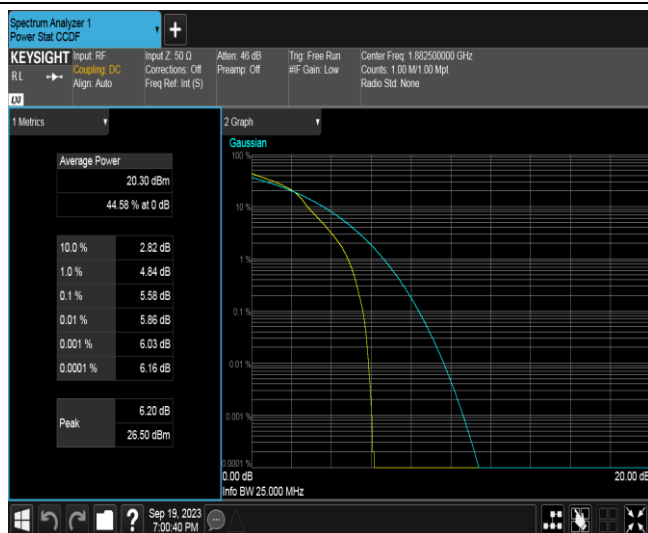 Spectrum Analyzer 1
Power Stat CCDF
+
KEYSIGHT
RL
LXI
Input: RF
Coupling: DC
Align: Auto
Input Z: 50 Ω
Corrections: Off
Freq Ref: Int (S)
Atten: 46 dB
Preamp: Off
Trig: Free Run
#IF Gain: Low
Center Freq: 1.882500000 GHz
Counts: 1.00 M/1.00 Mpt
Radio Std: None
1 Metrics
Average Power
20.30 dBm
44.58 % at 0 dB
10.0 % 2.82 dB
1.0 % 4.84 dB
0.1 % 5.58 dB
0.01 % 5.86 dB
0.001 % 6.03 dB
0.0001 % 6.16 dB
Peak
6.20 dB
26.50 dBm
2 Graph
Gaussian
100 %
10 %
1 %
0.1 %
0.01 %
0.001 %
0.0001 %
0.00 dB 20.00 dB
Info BW 25.000 MHz
?
Sep 19, 2023
7:00:40 PM